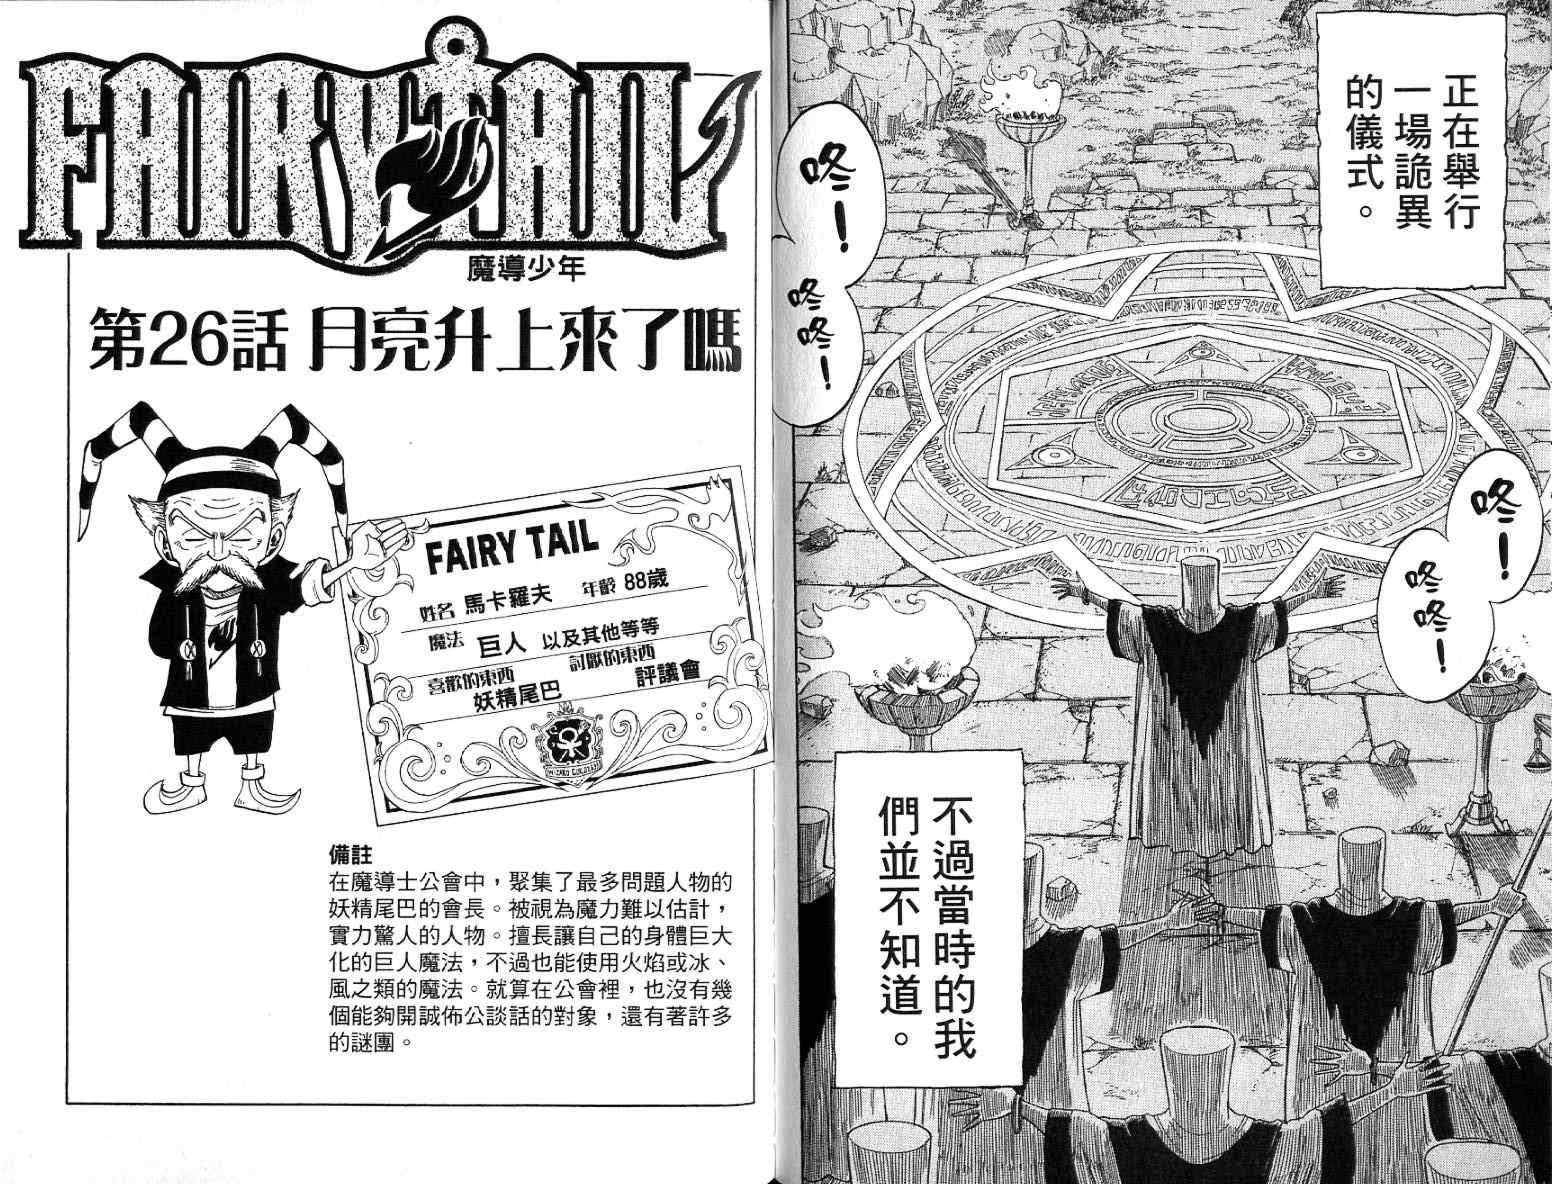 正在舉行
一場詭異
的儀式。
咚!
咚
咚!
咚!
咚
咚!
不過當時的我
們並不知道。
FAIRY TAIL
魔導少年
第26話 月亮升上來了嗎
FAIRY TAIL
姓名 馬卡羅夫 年齡 88歲
魔法 巨人 以及其他等等
喜歡的東西 討厭的東西
妖精尾巴 評議會
備註
在魔導士公會中,聚集了最多問題人物的
妖精尾巴的會長。被視為魔力難以估計,
實力驚人的人物。擅長讓自己的身體巨大
化的巨人魔法,不過也能使用火焰或冰、
風之類的魔法。就算在公會裡,也沒有幾
個能夠開誠佈公談話的對象,還有著許多
的謎團。